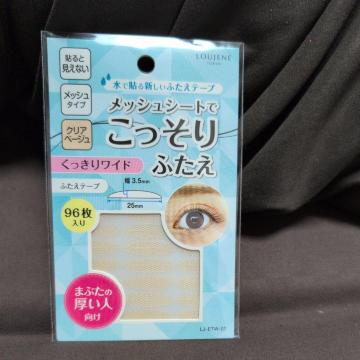 LOUJENE
貼ると
見えない
メッシュ
タイプ
クリア
ベージュ
水で貼る新しいふたえテープ
メッシュシートで
こっそり
ふたえ
くっきりワイド
ふたえテープ
幅 3.5mm
25mm
96枚
入り
まぶたの
厚い人
向け